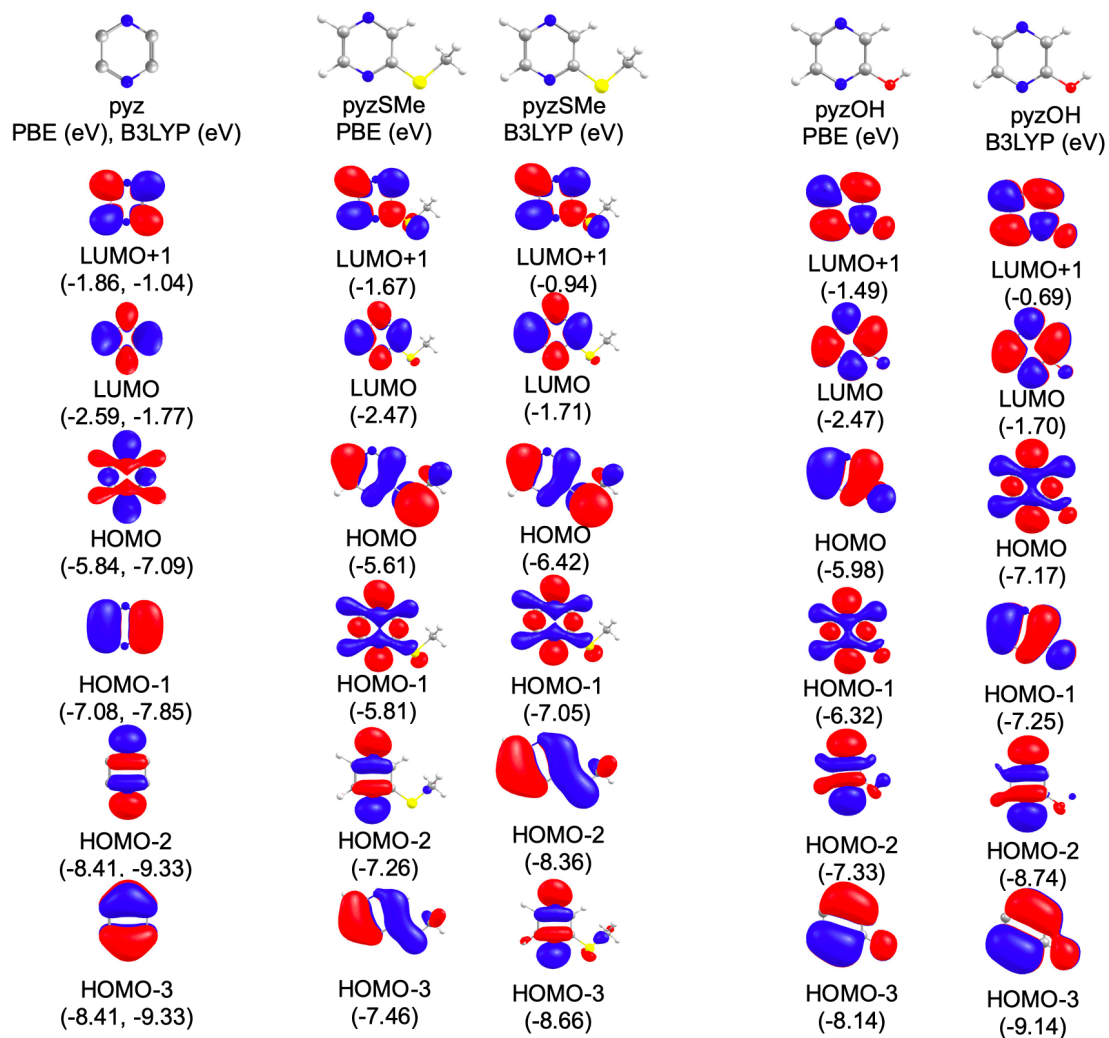 pyz
PBE (eV), B3LYP (eV)
LUMO+1
(-1.86, -1.04)
LUMO
(-2.59, -1.77)
HOMO
(-5.84, -7.09)
HOMO-1
(-7.08, -7.85)
HOMO-2
(-8.41, -9.33)
HOMO-3
(-8.41, -9.33)
pyzSMe
PBE (eV)
LUMO+1
(-1.67)
LUMO
(-2.47)
HOMO
(-5.61)
HOMO-1
(-5.81)
HOMO-2
(-7.26)
HOMO-3
(-7.46)
pyzSMe
B3LYP (eV)
LUMO+1
(-0.94)
LUMO
(-1.71)
HOMO
(-6.42)
HOMO-1
(-7.05)
HOMO-2
(-8.36)
HOMO-3
(-8.66)
pyzOH
PBE (eV)
LUMO+1
(-1.49)
LUMO
(-2.47)
HOMO
(-5.98)
HOMO-1
(-6.32)
HOMO-2
(-7.33)
HOMO-3
(-8.14)
pyzOH
B3LYP (eV)
LUMO+1
(-0.69)
LUMO
(-1.70)
HOMO
(-7.17)
HOMO-1
(-7.25)
HOMO-2
(-8.74)
HOMO-3
(-9.14)